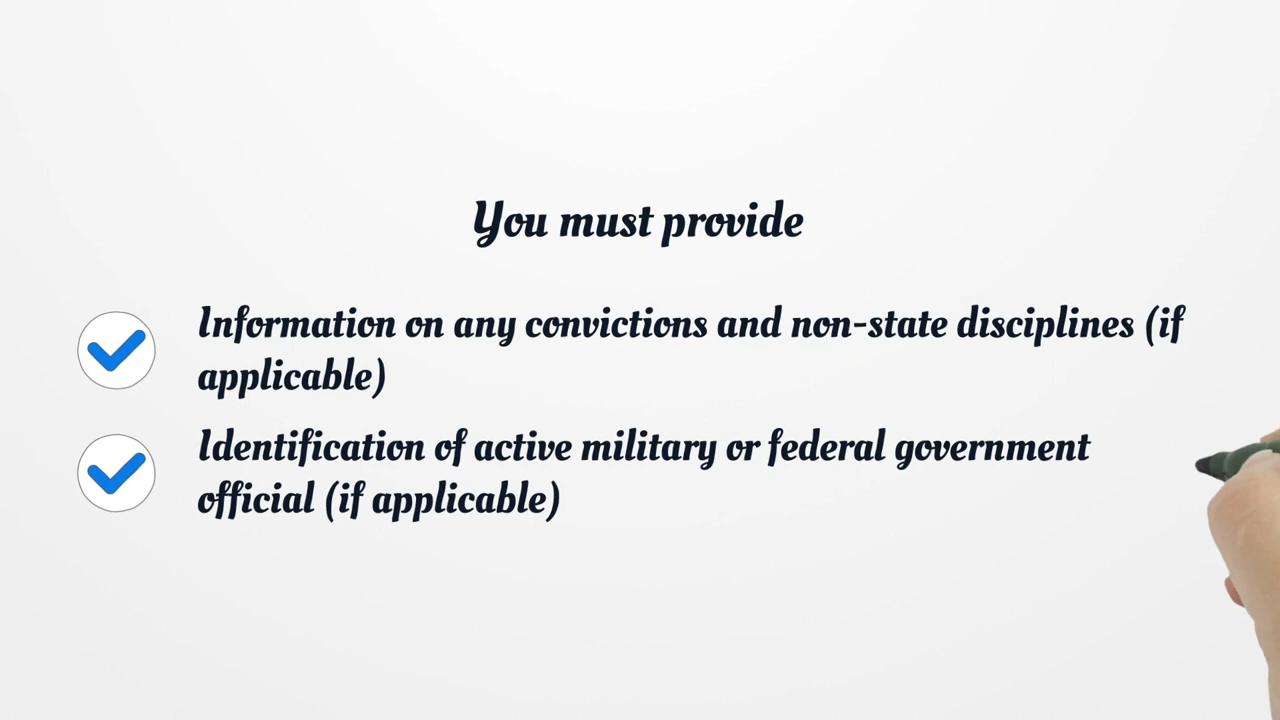 You must provide
Information on any convictions and non-state disciplines (if
applicable)
Identification of active military or federal government
official (if applicable)